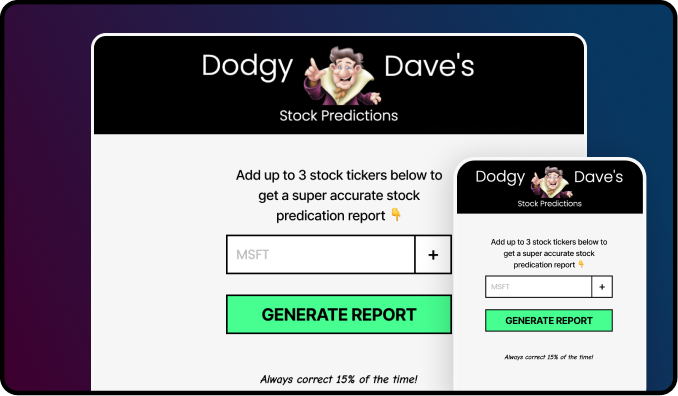 Dodgy Dave's
Stock Predictions
Add up to 3 stock tickers below to
get a super accurate stock
predication report 👇
MSFT +
GENERATE REPORT
Always correct 15% of the time!
Dodgy Dave's
Stock Predictions
Add up to 3 stock tickers below to
get a super accurate stock
predication report 👇
MSFT +
GENERATE REPORT
Always correct 15% of the time!